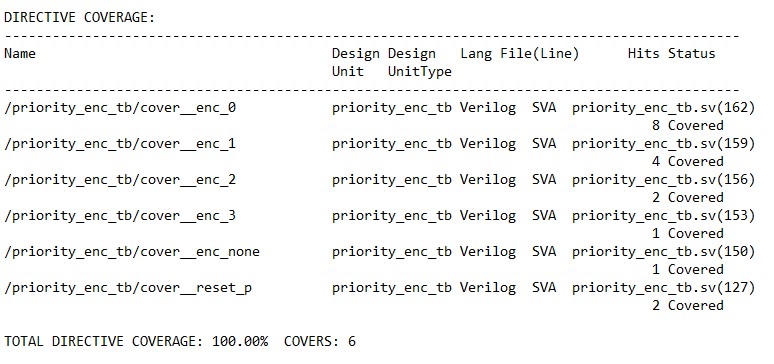 DIRECTIVE COVERAGE:
--------------------------------------------------------------------------------------------
Name                                     Design Design   Lang File(Line)      Hits Status
                                         Unit   UnitType
--------------------------------------------------------------------------------------------
/priority_enc_tb/cover__enc_0            priority_enc_tb Verilog  SVA  priority_enc_tb.sv(162)
                                                                                 8 Covered
/priority_enc_tb/cover__enc_1            priority_enc_tb Verilog  SVA  priority_enc_tb.sv(159)
                                                                                 4 Covered
/priority_enc_tb/cover__enc_2            priority_enc_tb Verilog  SVA  priority_enc_tb.sv(156)
                                                                                 2 Covered
/priority_enc_tb/cover__enc_3            priority_enc_tb Verilog  SVA  priority_enc_tb.sv(153)
                                                                                 1 Covered
/priority_enc_tb/cover__enc_none         priority_enc_tb Verilog  SVA  priority_enc_tb.sv(150)
                                                                                 1 Covered
/priority_enc_tb/cover__reset_p          priority_enc_tb Verilog  SVA  priority_enc_tb.sv(127)
                                                                                 2 Covered
TOTAL DIRECTIVE COVERAGE: 100.00%  COVERS: 6